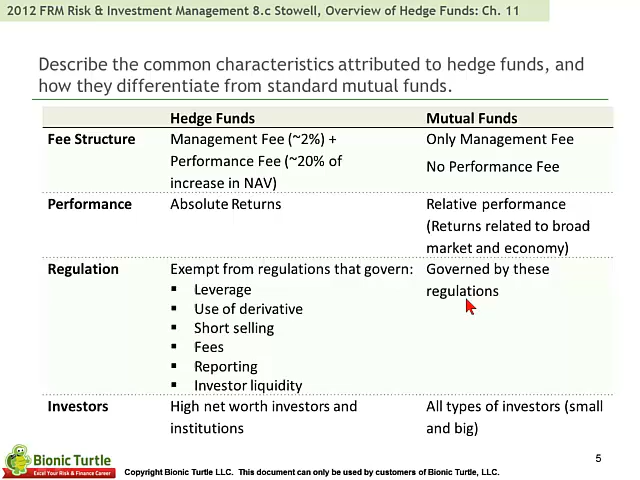 2012 FRM Risk & Investment Management 8.c Stowell, Overview of Hedge Funds: Ch. 11
Describe the common characteristics attributed to hedge funds, and
how they differentiate from standard mutual funds.
Hedge Funds Mutual Funds
Fee Structure Management Fee (~2%) + Only Management Fee
Performance Fee (~20% of No Performance Fee
increase in NAV)
Performance Absolute Returns Relative performance
(Returns related to broad
market and economy)
Regulation Exempt from regulations that govern: Governed by these
▪ Leverage regulations
▪ Use of derivative
▪ Short selling
▪ Fees
▪ Reporting
▪ Investor liquidity
Investors High net worth investors and All types of investors (small
institutions and big)
5
Bionic Turtle
Excel Your Risk & Finance Career
Copyright Bionic Turtle LLC. This document can only be used by customers of Bionic Turtle, LLC.